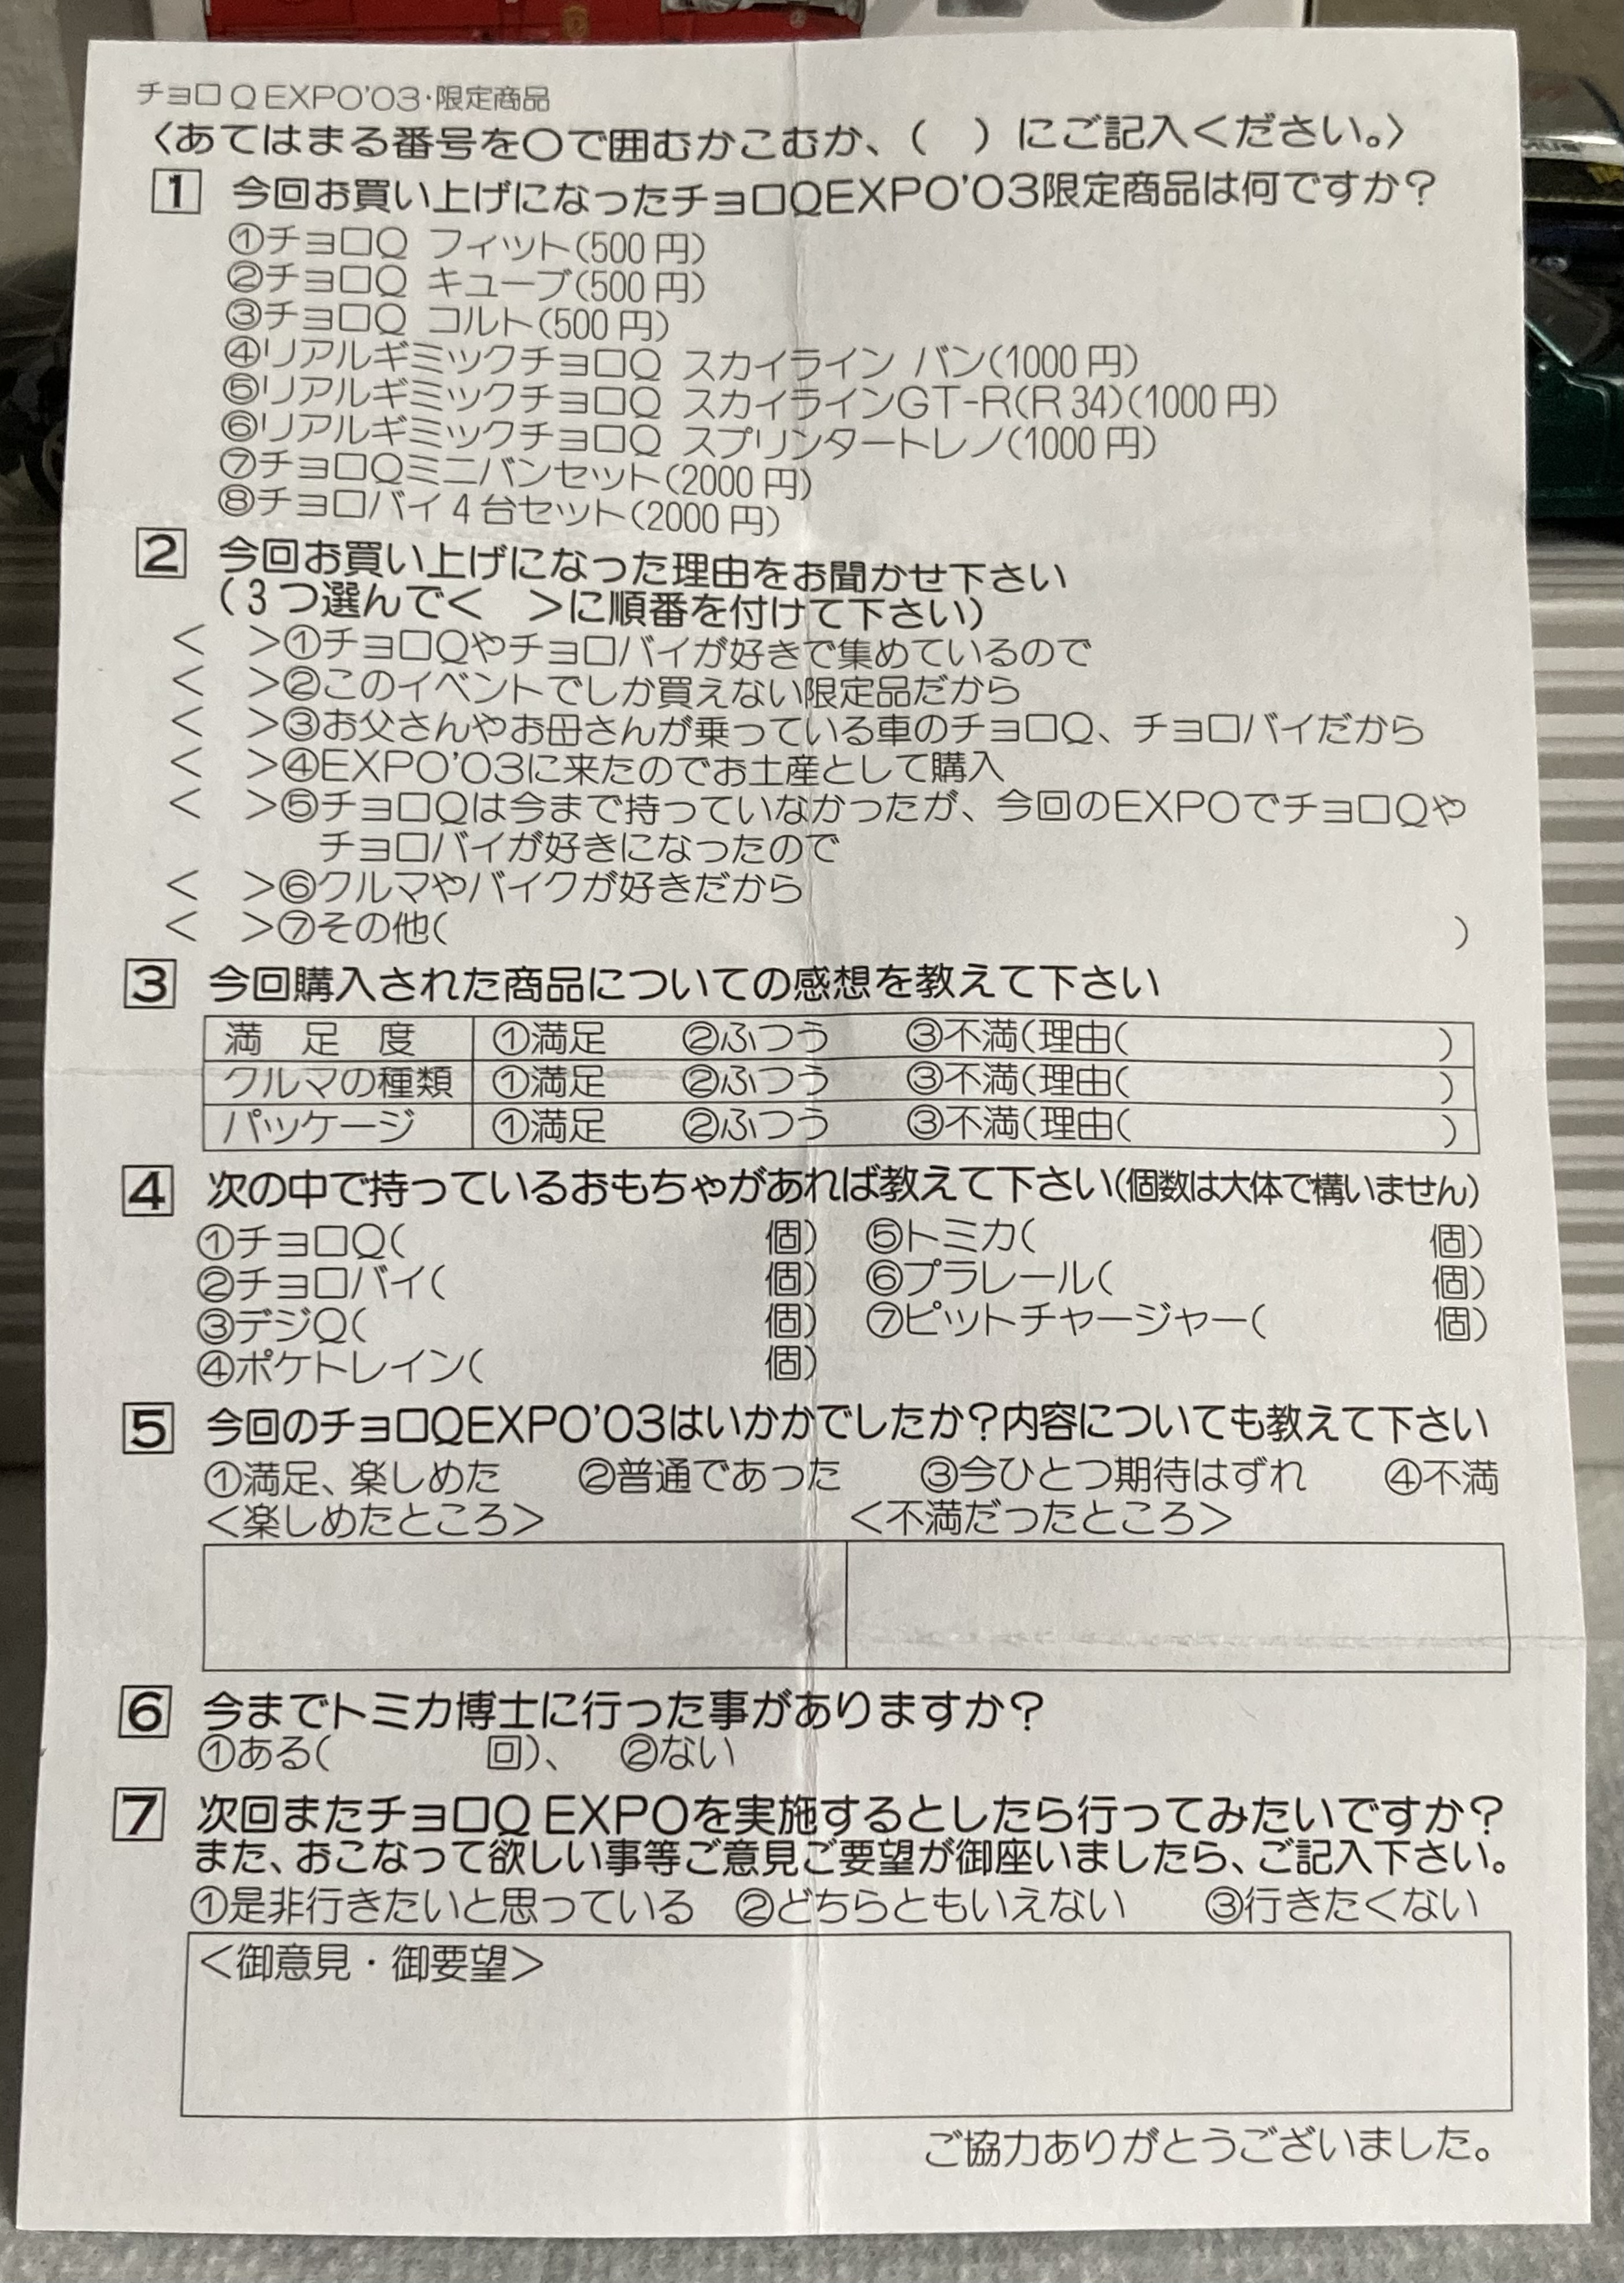 チョロQ EXPO'03・限定商品
〈あてはまる番号を〇で囲むかこむか、(　)にご記入ください。〉
1 今回お買い上げになったチョロQEXPO'03限定商品は何ですか？
①チョロQ フィット(500円)
②チョロQ キューブ(500円)
③チョロQ コルト(500円)
④リアルギミックチョロQ スカイライン バン(1000円)
⑤リアルギミックチョロQ スカイラインGT-R(R34)(1000円)
⑥リアルギミックチョロQ スプリンタートレノ(1000円)
⑦チョロQミニバンセット(2000円)
⑧チョロバイ4台セット(2000円)
2 今回お買い上げになった理由をお聞かせ下さい
(3つ選んで<　>に順番を付けて下さい)
<　>①チョロQやチョロバイが好きで集めているので
<　>②このイベントでしか買えない限定品だから
<　>③お父さんやお母さんが乗っている車のチョロQ、チョロバイだから
<　>④EXPO'03に来たのでお土産として購入
<　>⑤チョロQは今まで持っていなかったが、今回のEXPOでチョロQや
チョロバイが好きになったので
<　>⑥クルマやバイクが好きだから
<　>⑦その他(　)
3 今回購入された商品についての感想を教えて下さい
満足度 ①満足 ②ふつう ③不満(理由(　)
クルマの種類 ①満足 ②ふつう ③不満(理由(　)
パッケージ ①満足 ②ふつう ③不満(理由(　)
4 次の中で持っているおもちゃがあれば教えて下さい(個数は大体で構いません)
①チョロQ(　個) ⑤トミカ(　個)
②チョロバイ(　個) ⑥プラレール(　個)
③デジQ(　個) ⑦ピットチャージャー(　個)
④ポケトレイン(　個)
5 今回のチョロQEXPO'03はいかかでしたか？内容についても教えて下さい
①満足、楽しめた ②普通であった ③今ひとつ期待はずれ ④不満
<楽しめたところ> <不満だったところ>
6 今までトミカ博士に行った事がありますか？
①ある(　回)、 ②ない
7 次回またチョロQ EXPOを実施するとしたら行ってみたいですか？
また、おこなって欲しい事等ご意見ご要望が御座いましたら、ご記入下さい。
①是非行きたいと思っている ②どちらともいえない ③行きたくない
<御意見・御要望>
ご協力ありがとうございました。